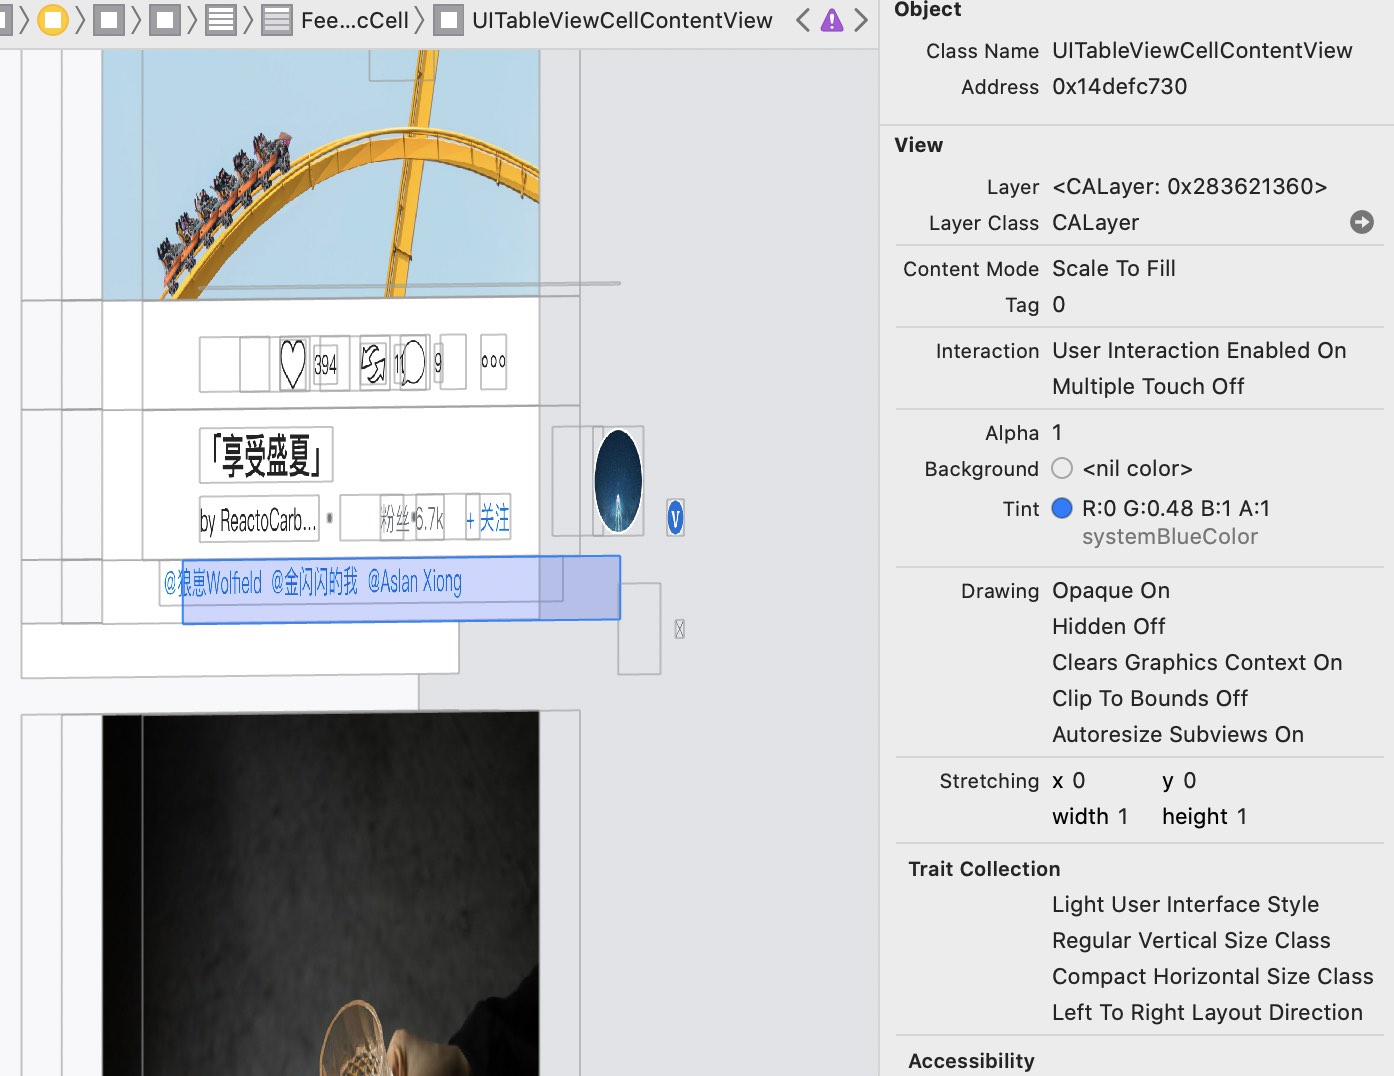 Fee...cCell
UITableViewCellContentView
394
9
「享受盛夏」
by ReactoCarb...
粉丝 6.7k
+ 关注
V
@狼崽Wolfield @金闪闪的我 @Aslan Xiong
Object
Class Name UITableViewCellContentView
Address 0x14defc730
View
Layer <CALayer: 0x283621360>
Layer Class CALayer
Content Mode Scale To Fill
Tag 0
Interaction User Interaction Enabled On
Multiple Touch Off
Alpha 1
Background <nil color>
Tint R:0 G:0.48 B:1 A:1
systemBlueColor
Drawing Opaque On
Hidden Off
Clears Graphics Context On
Clip To Bounds Off
Autoresize Subviews On
Stretching x 0 y 0
width 1 height 1
Trait Collection
Light User Interface Style
Regular Vertical Size Class
Compact Horizontal Size Class
Left To Right Layout Direction
Accessibility